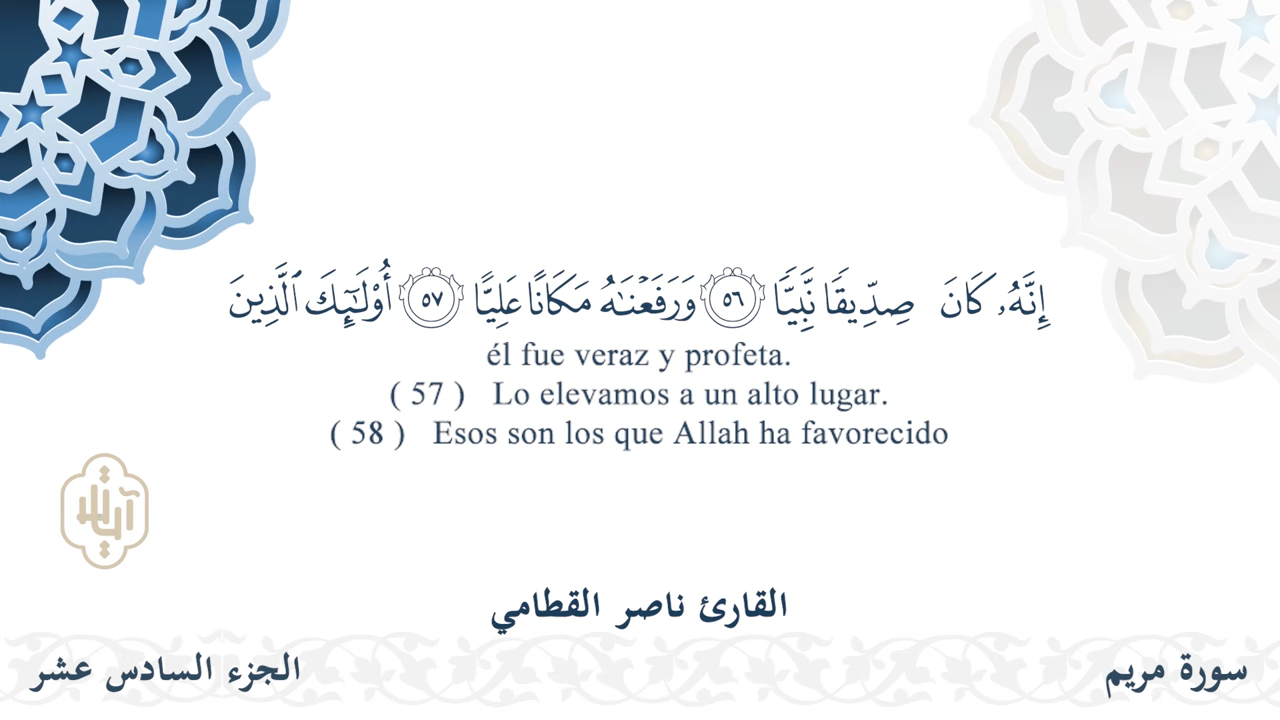 إِنَّهُۥ كَانَ صِدِّيقٗا نَّبِيّٗا ٥٦ وَرَفَعۡنَٰهُ مَكَانًا عَلِيًّا ٥٧ أُوْلَٰٓئِكَ ٱلَّذِينَ
él fue veraz y profeta.
( 57 ) Lo elevamos a un alto lugar.
( 58 ) Esos son los que Allah ha favorecido
القارئ ناصر القطامي
سورة مريم
الجزء السادس عشر